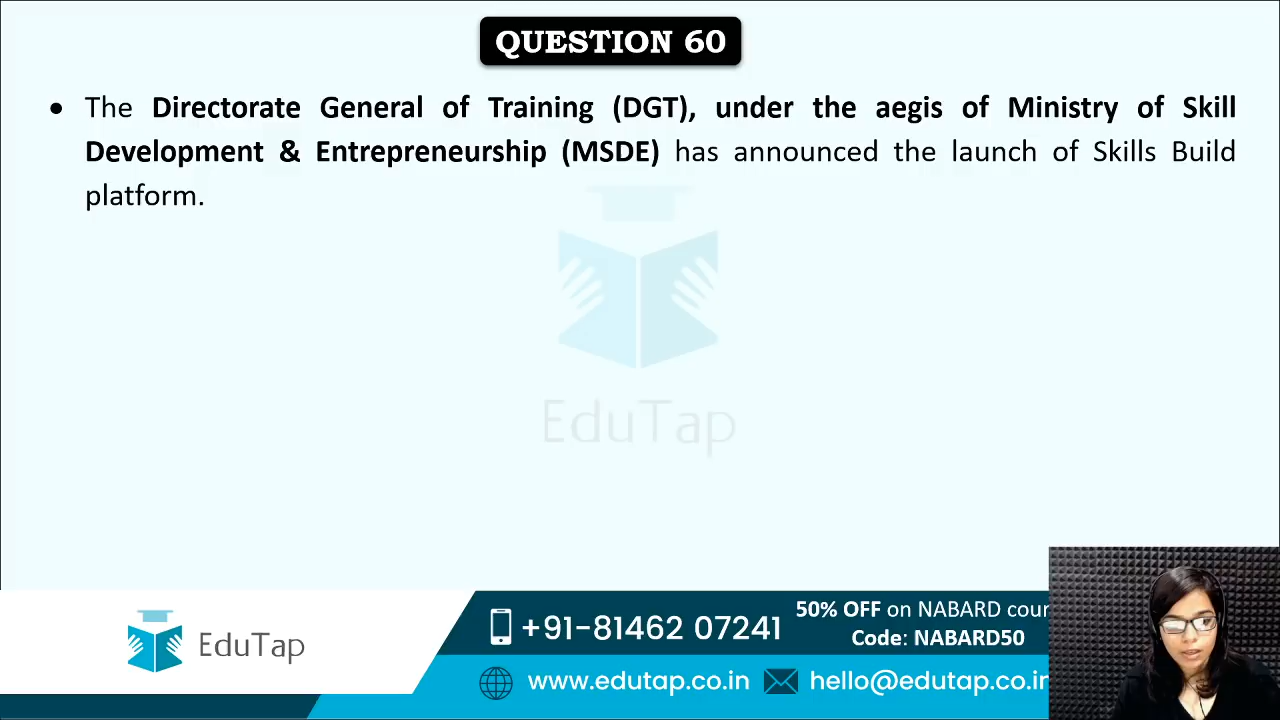 QUESTION 60
• The Directorate General of Training (DGT), under the aegis of Ministry of Skill
Development & Entrepreneurship (MSDE) has announced the launch of Skills Build
platform.
EduTap
EduTap
+91-81462 07241
50% OFF on NABARD cour
Code: NABARD50
www.edutap.co.in
hello@edutap.co.in